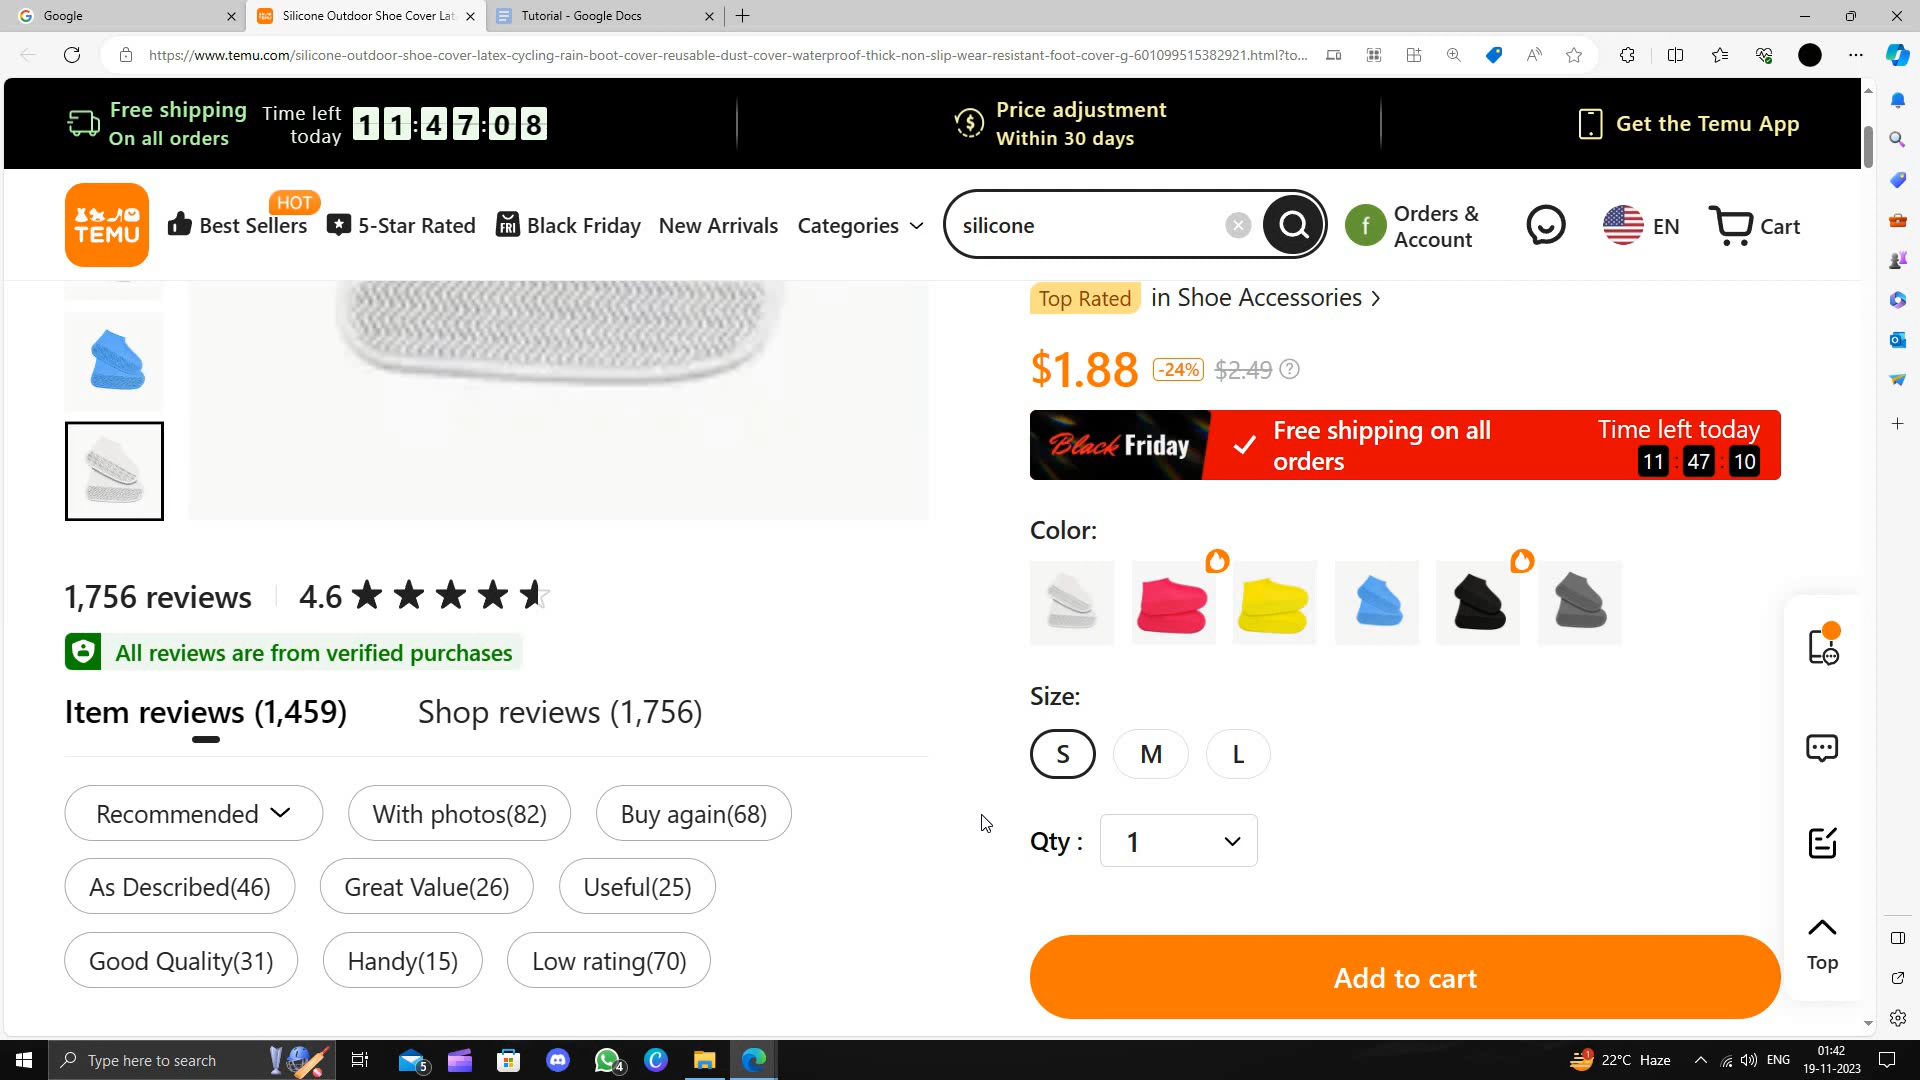 Google
Silicone Outdoor Shoe Cover Lat
Tutorial - Google Docs
https://www.temu.com/silicone-outdoor-shoe-cover-latex-cycling-rain-boot-cover-reusable-dust-cover-waterproof-thick-non-slip-wear-resistant-foot-cover-g-601099515382921.html?to...
Free shipping
On all orders
Time left
today
11:47:08
Price adjustment
Within 30 days
Get the Temu App
TEMU
Best Sellers
HOT
5-Star Rated
FRI
Black Friday
New Arrivals
Categories
silicone
f
Orders &
Account
EN
Cart
Top Rated in Shoe Accessories >
$1.88 -24% $2.49 ?
Black Friday
Free shipping on all
orders
Time left today
11 : 47 : 10
Color:
Size:
S M L
Qty : 1
Add to cart
1,756 reviews
4.6
All reviews are from verified purchases
Item reviews (1,459)
Shop reviews (1,756)
Recommended
With photos(82)
Buy again(68)
As Described(46)
Great Value(26)
Useful(25)
Good Quality(31)
Handy(15)
Low rating(70)
Top
Type here to search
5
4
1
22°C Haze
ENG
01:42
19-11-2023